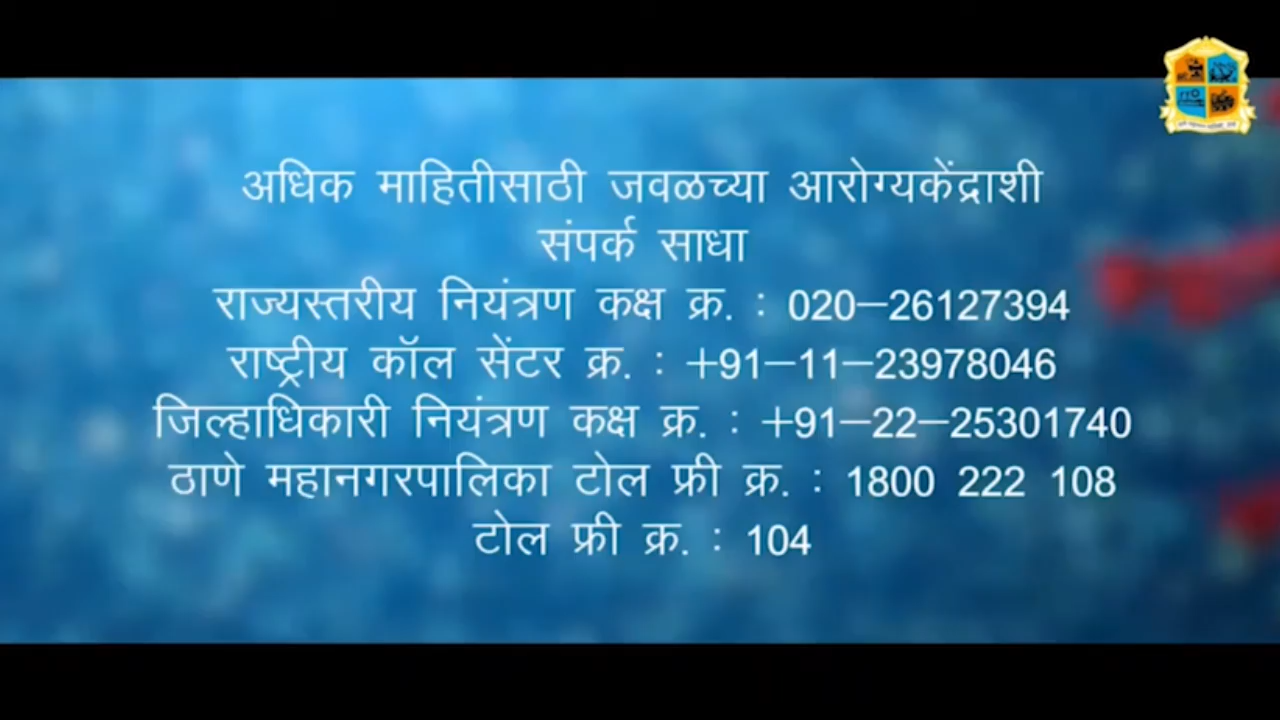 अधिक माहितीसाठी जवळच्या आरोग्यकेंद्राशी
संपर्क साधा
राज्यस्तरीय नियंत्रण कक्ष क्र. : 020–26127394
राष्ट्रीय कॉल सेंटर क्र. : +91–11–23978046
जिल्हाधिकारी नियंत्रण कक्ष क्र. : +91–22–25301740
ठाणे महानगरपालिका टोल फ्री क्र. : 1800 222 108
टोल फ्री क्र. : 104